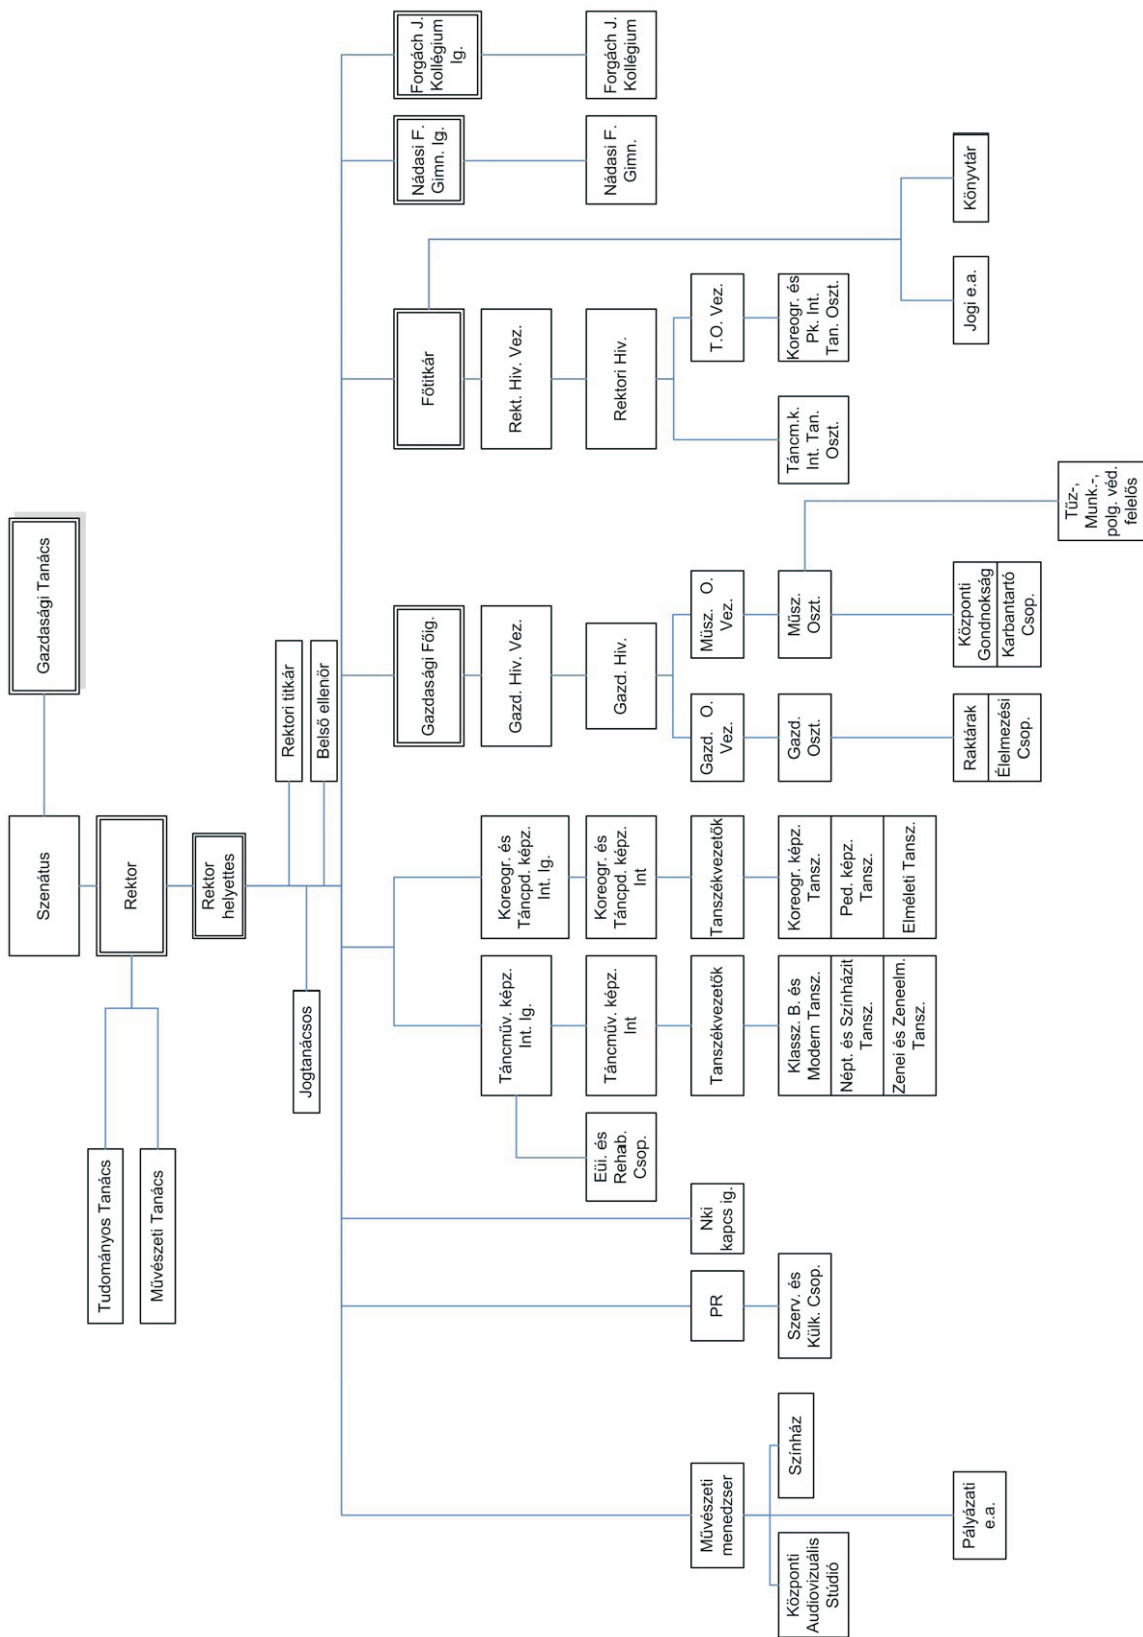 Gazdasági Tanács
Szenátus
Rektor
Rektor
helyettes
Tudományos Tanács
Művészeti Tanács
Rektori titkár
Belső ellenőr
Jogtanácsos
Művészeti
menedzser
Központi
Audiovizuális
Stúdió
Színház
Pályázati
e.a.
PR
Szerv. és
Külk. Csop.
Nki
kapcs ig.
Táncműv. képz.
Int. Ig.
Eüi. és
Rehab.
Csop.
Táncműv. képz.
Int
Tanszékvezetők
Klassz. B. és
Modern Tansz.
Népt. és Színházit
Tansz.
Zenei és Zeneelm.
Tansz.
Koreogr. és
Táncpd. képz.
Int. Ig.
Koreogr. és
Táncpd. képz.
Int
Tanszékvezetők
Koreogr. képz.
Tansz.
Ped. képz.
Tansz.
Elméleti Tansz.
Gazdasági Főig.
Gazd. Hiv. Vez.
Gazd. Hiv.
Gazd. O.
Vez.
Gazd.
Oszt.
Raktárak
Élelmezési
Csop.
Müsz. O.
Vez.
Müsz.
Oszt.
Központi
Gondnokság
Karbantartó
Csop.
Tűz-,
Munk.-,
polg. véd.
felelős
Főtitkár
Rekt. Hiv. Vez.
Rektori Hiv.
Táncm.k.
Int. Tan.
Oszt.
T.O. Vez.
Koreogr. és
Pk. Int.
Tan. Oszt.
Jogi e.a.
Könyvtár
Nádasi F.
Gimn. Ig.
Nádasi F.
Gimn.
Forgách J.
Kollégium
Ig.
Forgách J.
Kollégium